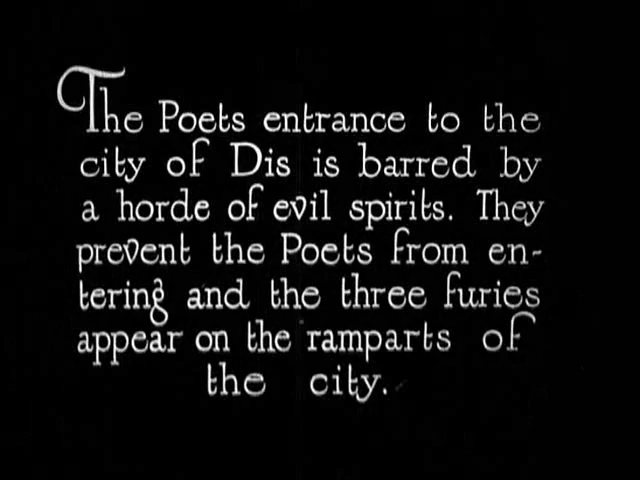 The Poets entrance to the
city of Dis is barred by
a horde of evil spirits. They
prevent the Poets from en-
tering and the three furies
appear on the ramparts of
the city.